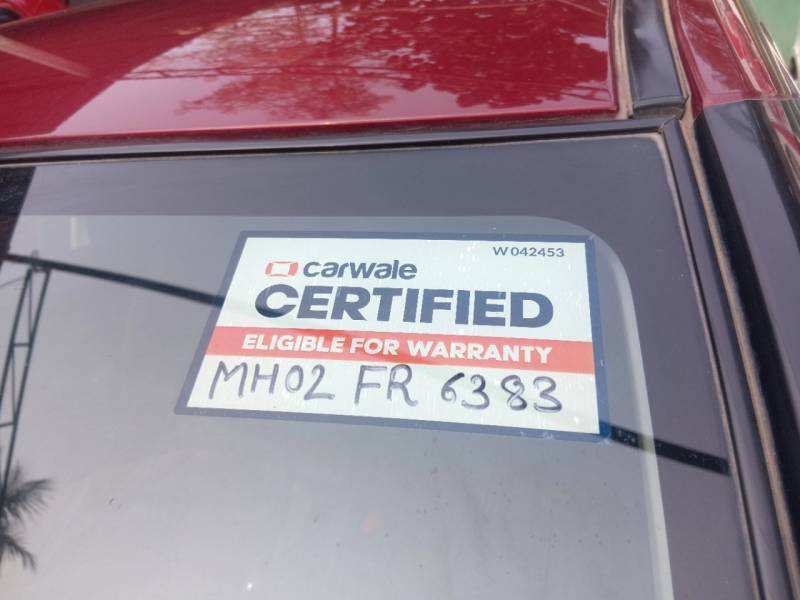 W042453
carwale
CERTIFIED
ELIGIBLE FOR WARRANTY
MH02 FR 6383